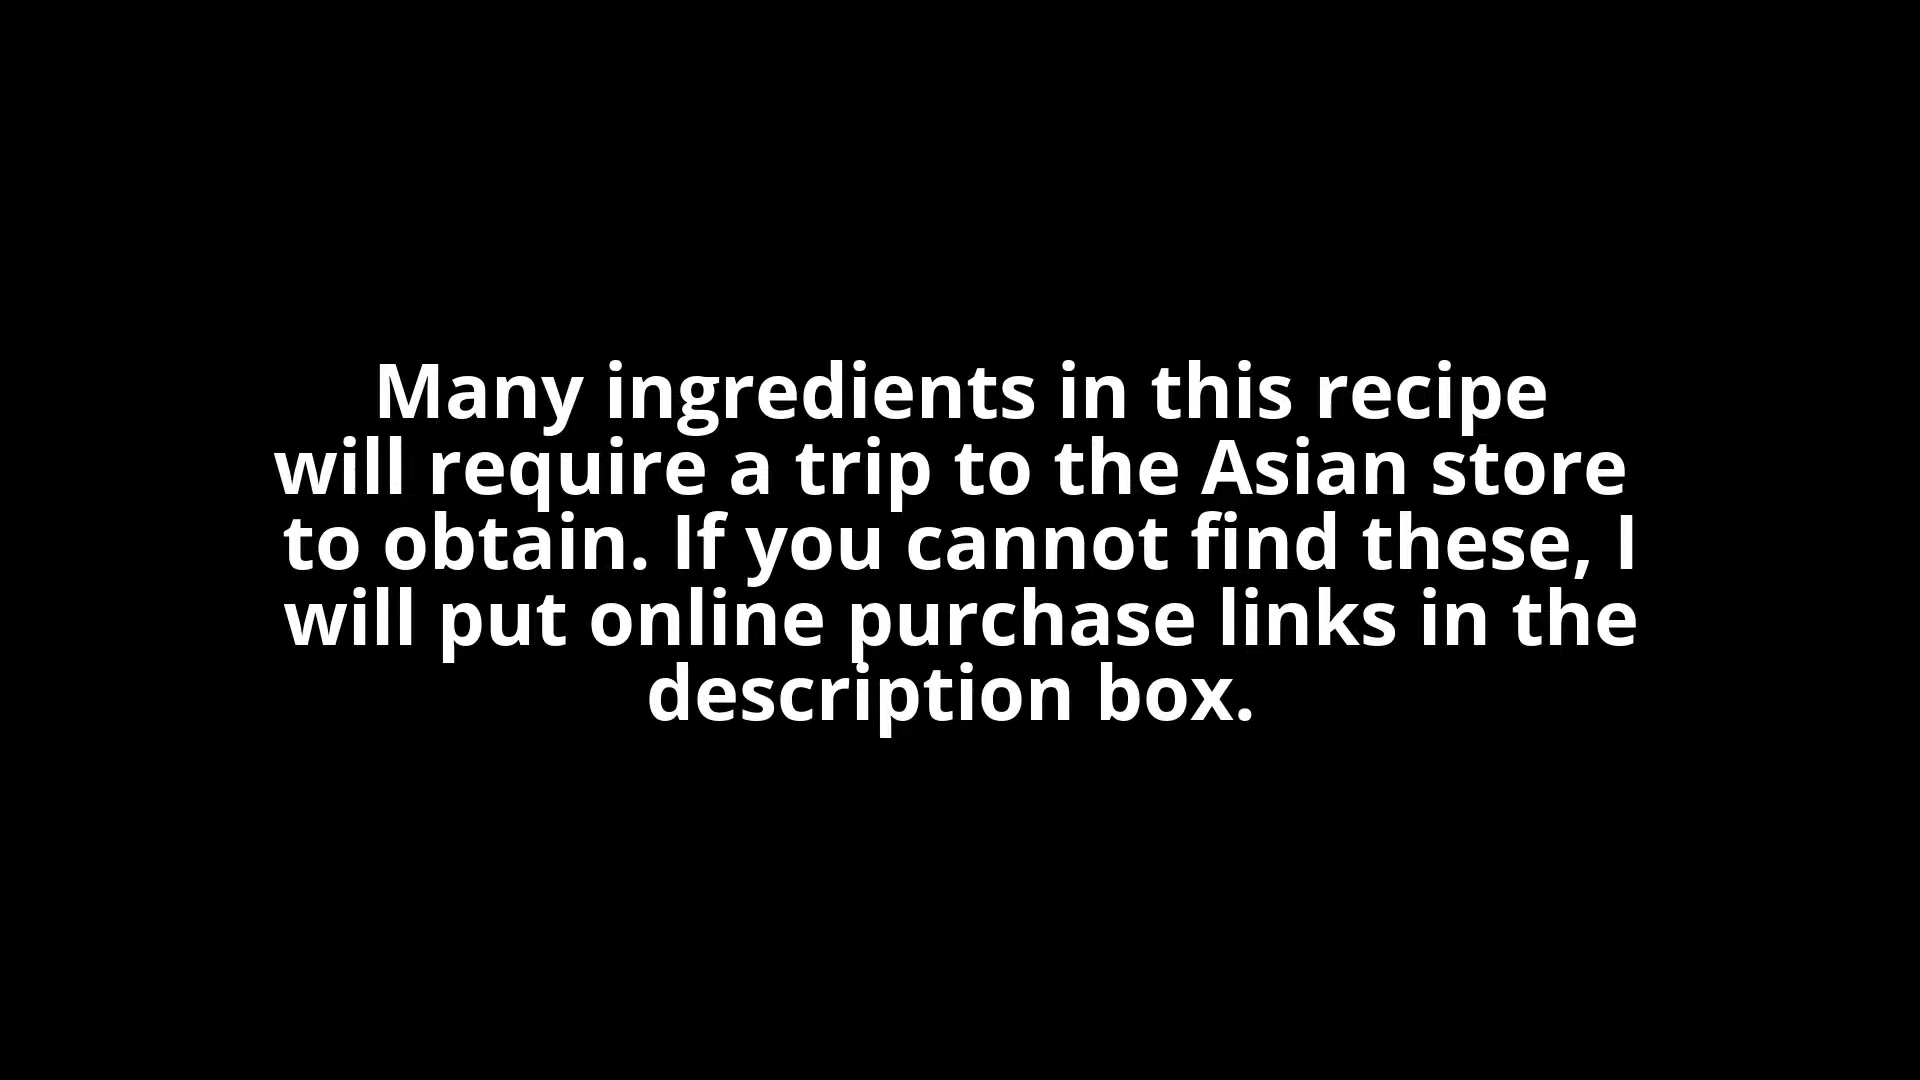 Many ingredients in this recipe
will require a trip to the Asian store
to obtain. If you cannot find these, I
will put online purchase links in the
description box.